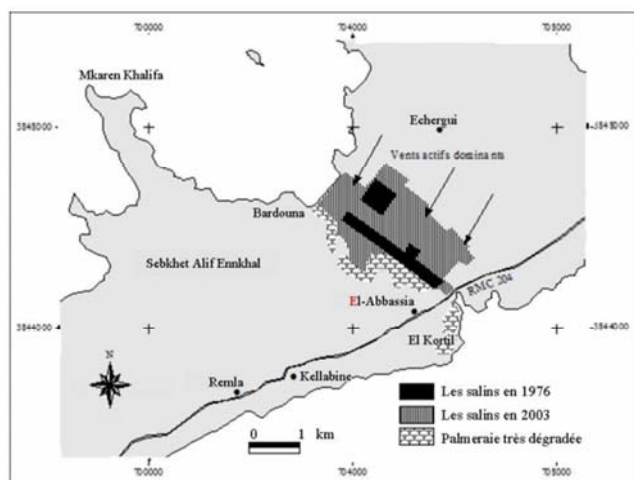 700000 704000 708000
Mkaren Khalifa
3848000 3848000
Echergui
Vents actifs dominants
Bardouna
Sebkhet Alif Ennkhal
RMC 204
El-Abbassia
3844000 3844000
El Kortil
N
Remla
Kellabine
Les salins en 1976
Les salins en 2003
Palmeraie très dégradée
0 1 km
700000 704000 708000